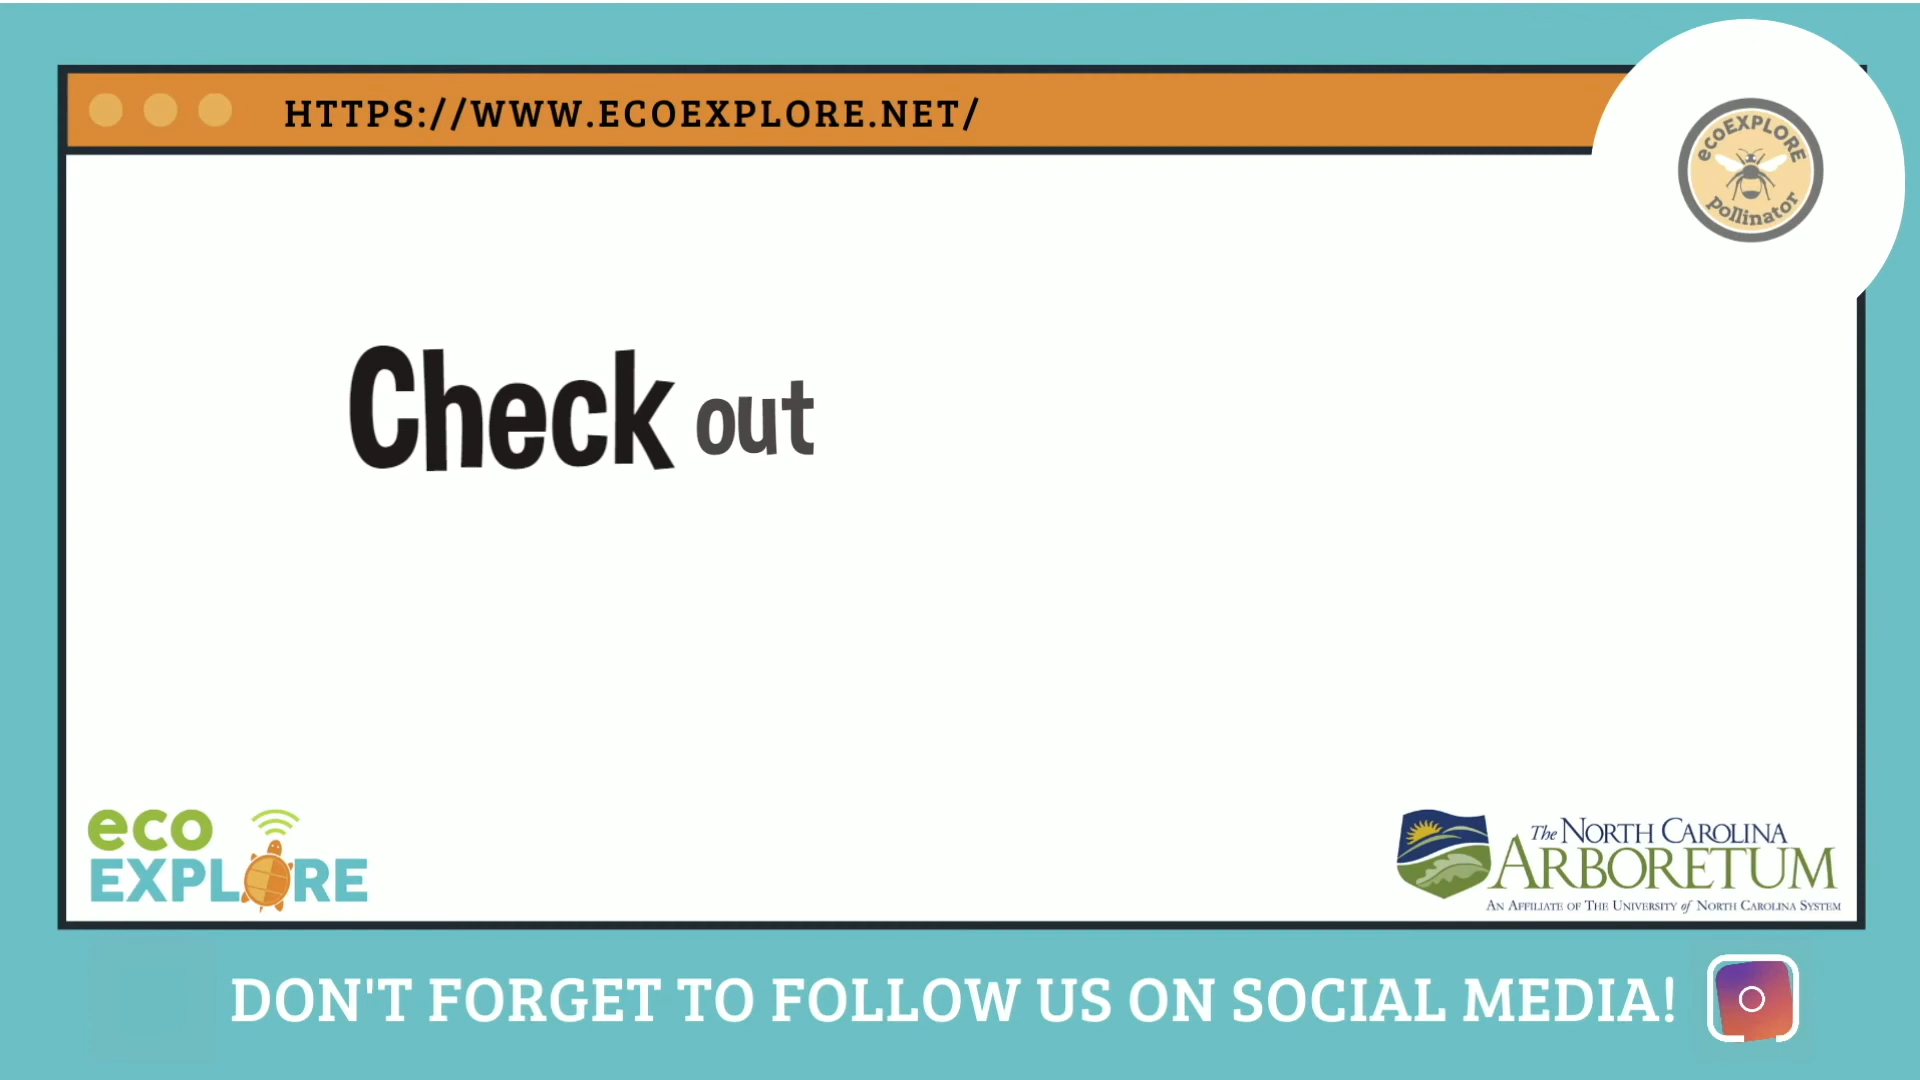 HTTPS://WWW.ECOEXPLORE.NET/
ecoEXPLORE
pollinator
Check out
eco
EXPLORE
The NORTH CAROLINA
ARBORETUM
AN AFFILIATE OF THE UNIVERSITY of NORTH CAROLINA SYSTEM
DON'T FORGET TO FOLLOW US ON SOCIAL MEDIA!